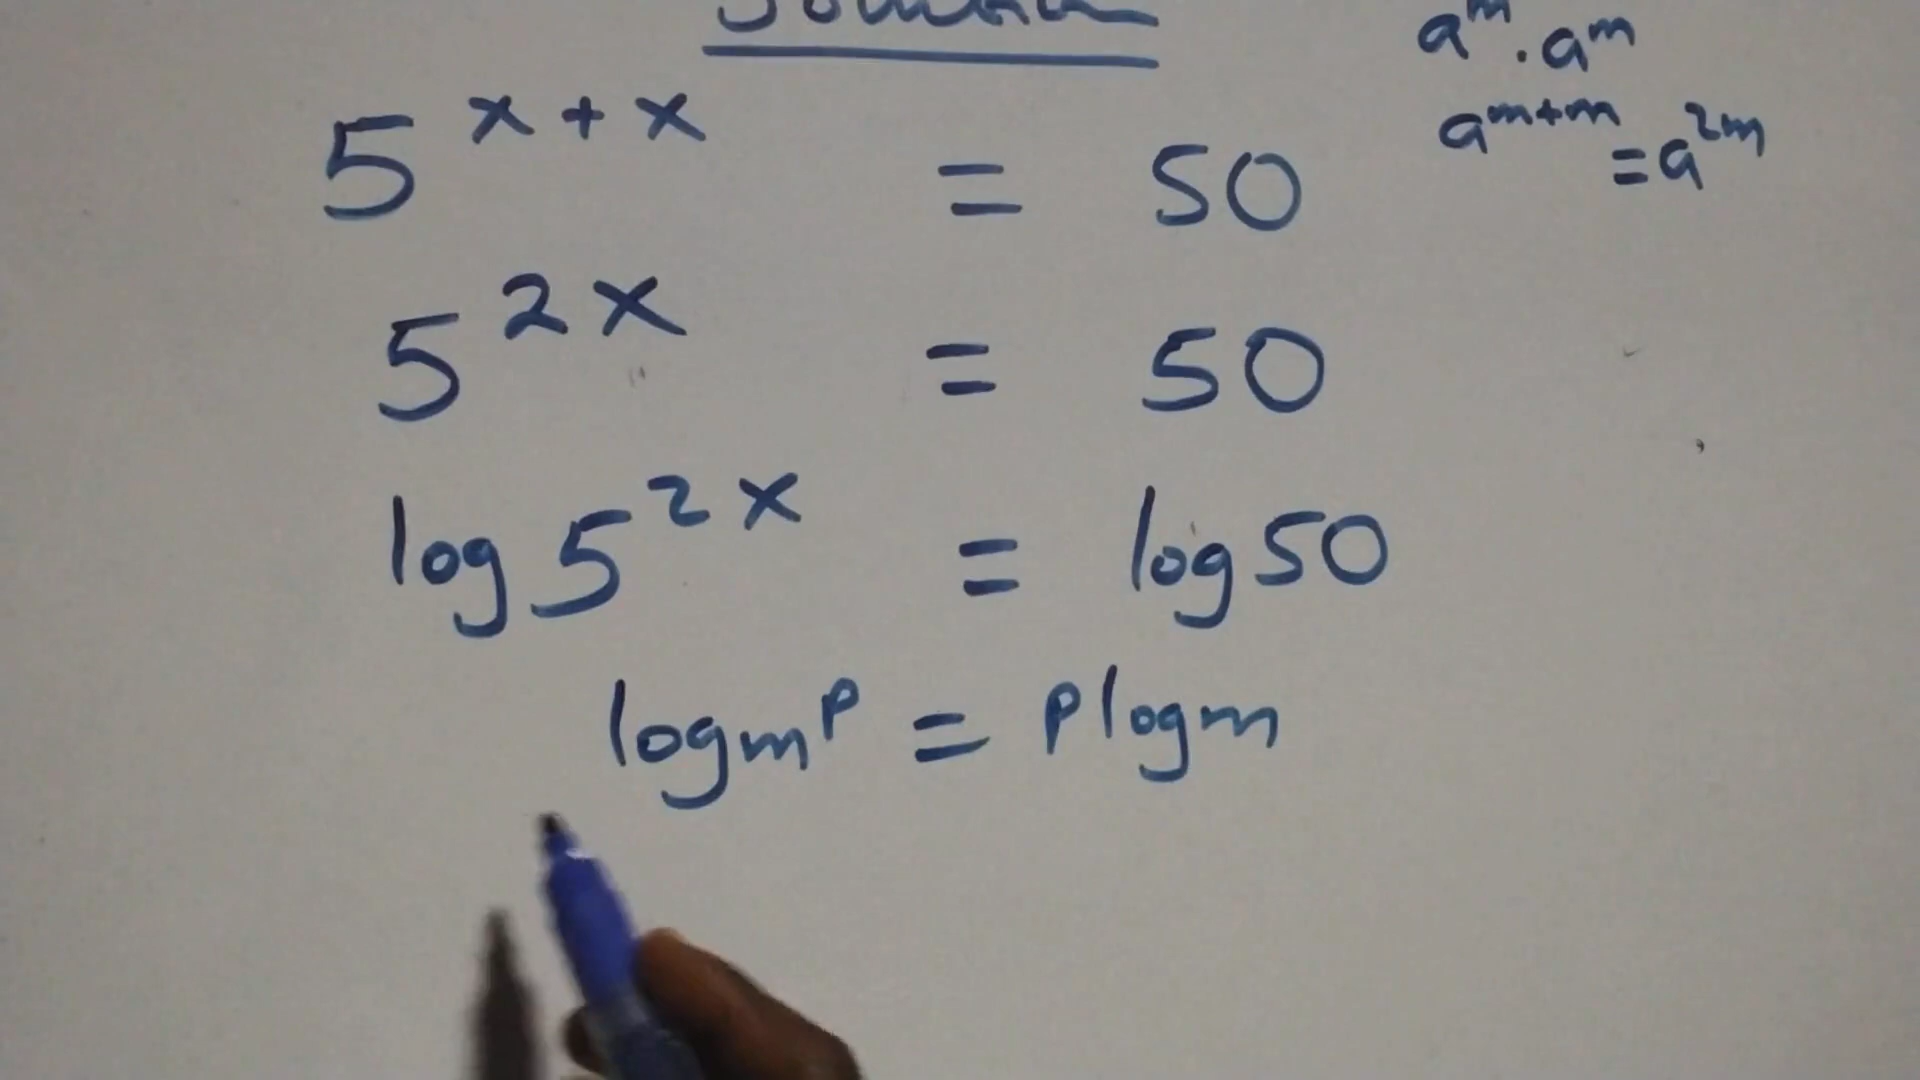 a^m . a^m
5^{x+x} = 50
a^{m+m} = a^{2m}
5^{2x} = 50
log 5^{2x} = log 50
log m^p = p log m